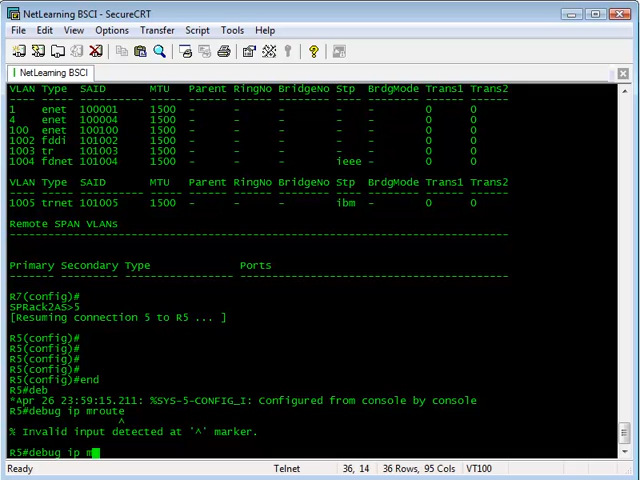 NetLearning BSCI - SecureCRT
File Edit View Options Transfer Script Tools Help
NetLearning BSCI
VLAN Type SAID MTU Parent RingNo BridgeNo Stp BrdgMode Trans1 Trans2
---- ----- ---------- ----- ------ ------ -------- ---- -------- ------ ------
1 enet 100001 1500 - - - - - 0 0
4 enet 100004 1500 - - - - - 0 0
100 enet 100100 1500 - - - - - 0 0
1002 fddi 101002 1500 - - - - - 0 0
1003 tr 101003 1500 - - - - - 0 0
1004 fdnet 101004 1500 - - - ieee - 0 0
VLAN Type SAID MTU Parent RingNo BridgeNo Stp BrdgMode Trans1 Trans2
---- ----- ---------- ----- ------ ------ -------- ---- -------- ------ ------
1005 trnet 101005 1500 - - - ibm - 0 0
Remote SPAN VLANs
------------------------------------------------------------------------------
Primary Secondary Type Ports
------- --------- ----------------- ------------------------------------------
R7(config)#
SPRack2AS>5
[Resuming connection 5 to R5 ... ]
R5(config)#
R5(config)#
R5(config)#
R5(config)#
R5(config)#end
R5#deb
*Apr 26 23:59:15.211: %SYS-5-CONFIG_I: Configured from console by console
R5#debug ip mroute
^
% Invalid input detected at '^' marker.
R5#debug ip m
Ready Telnet 36, 14 36 Rows, 95 Cols VT100